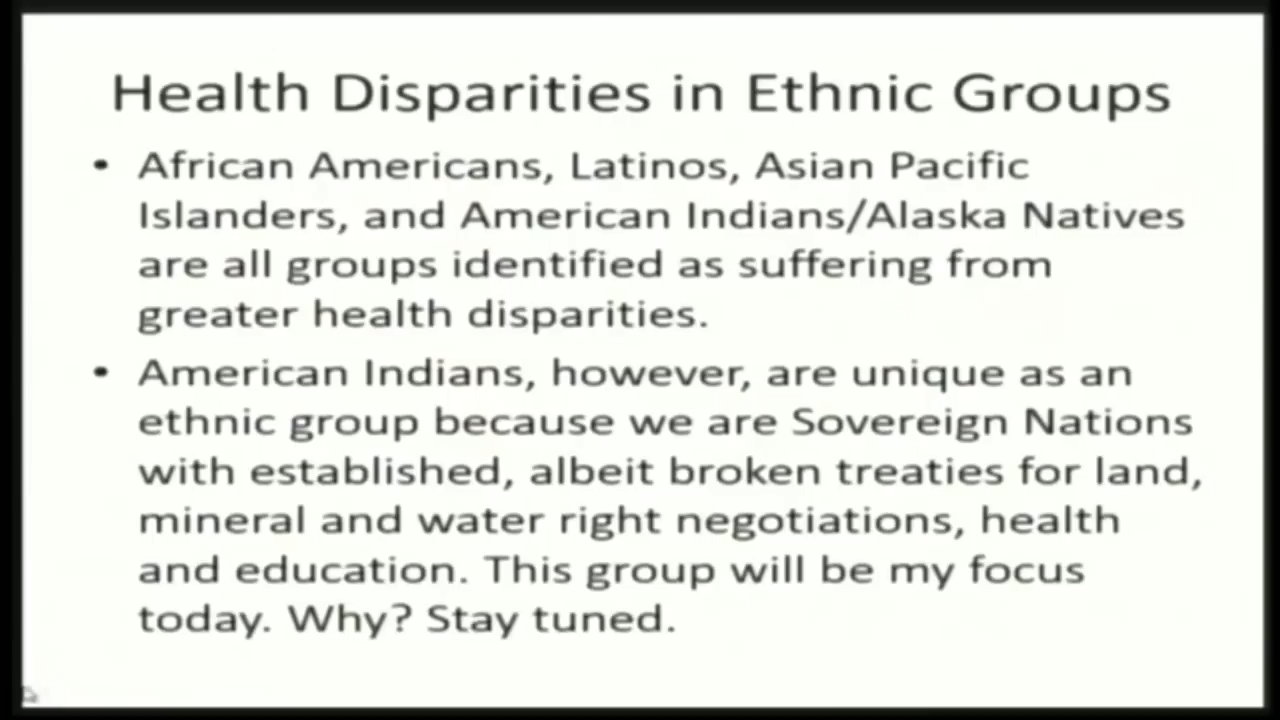 Health Disparities in Ethnic Groups
• African Americans, Latinos, Asian Pacific
Islanders, and American Indians/Alaska Natives
are all groups identified as suffering from
greater health disparities.
• American Indians, however, are unique as an
ethnic group because we are Sovereign Nations
with established, albeit broken treaties for land,
mineral and water right negotiations, health
and education. This group will be my focus
today. Why? Stay tuned.